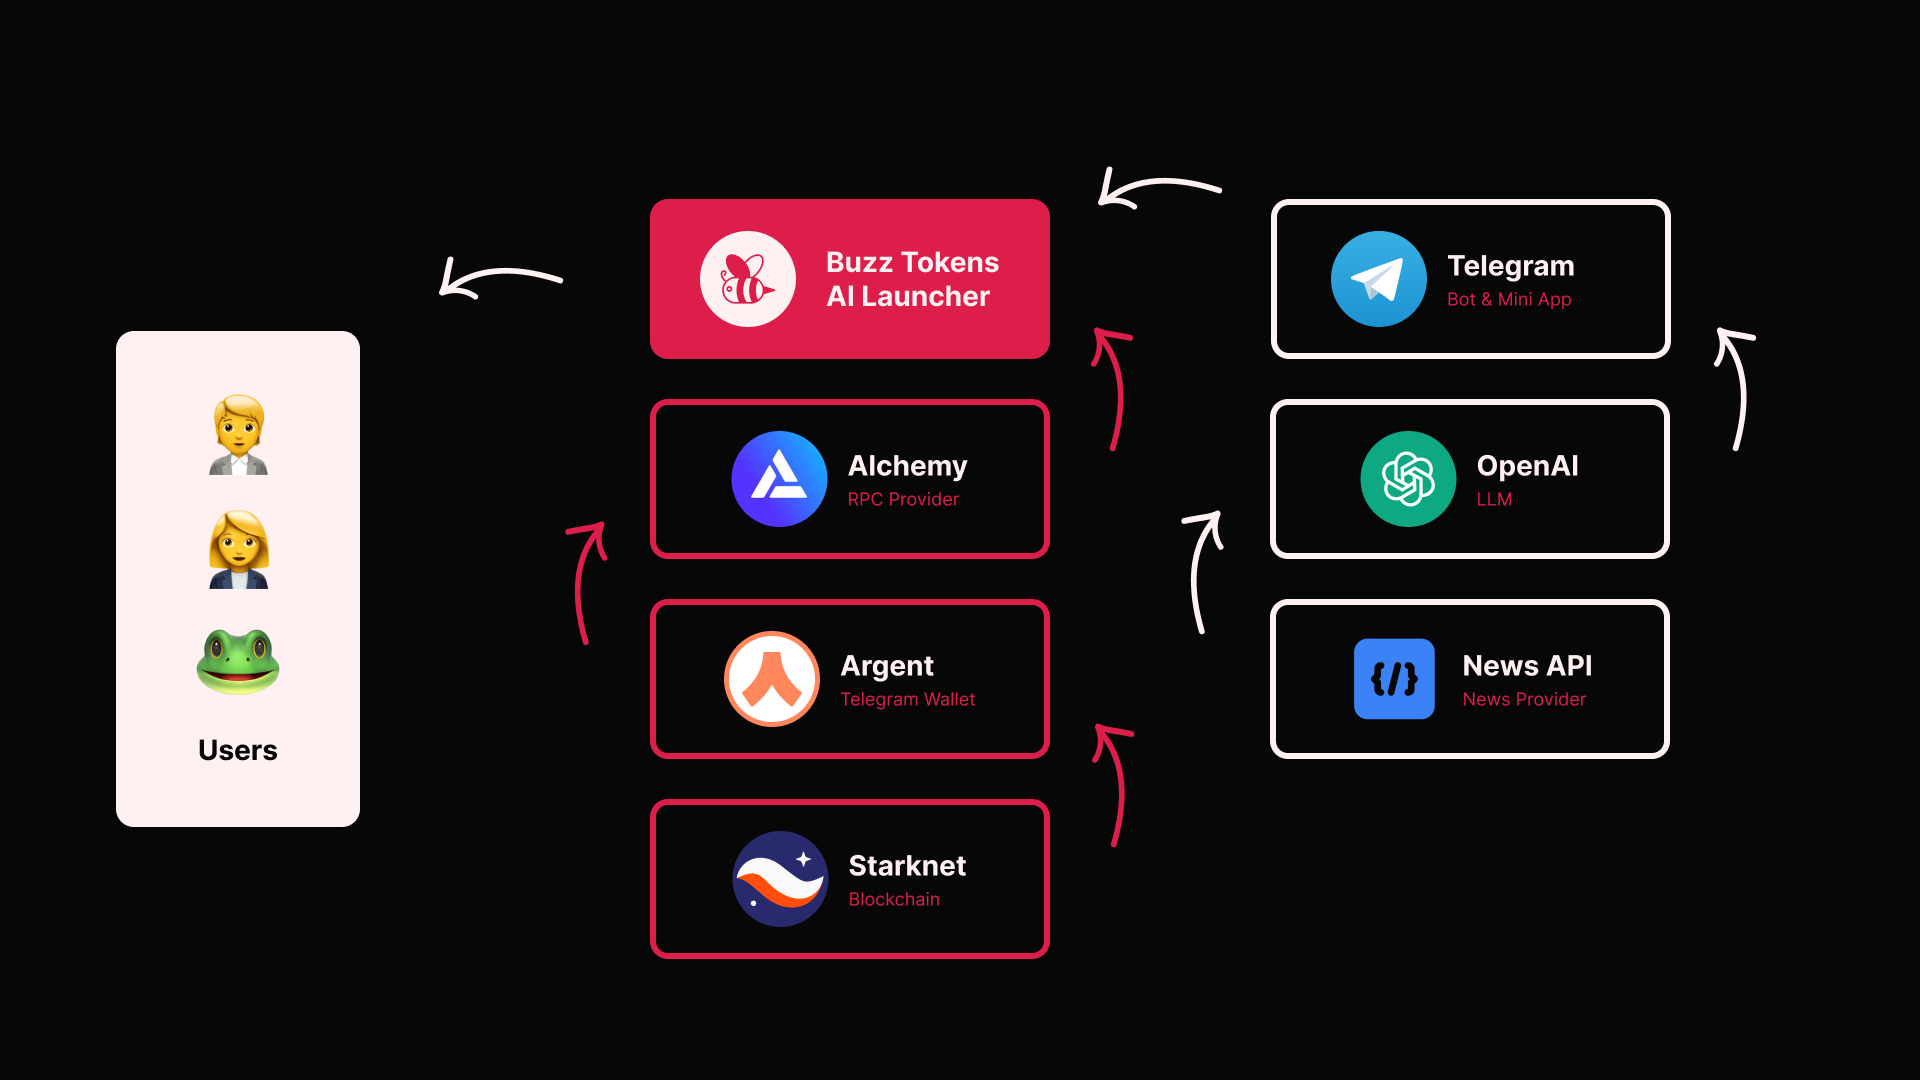 Users
Buzz Tokens
AI Launcher
Alchemy
RPC Provider
Argent
Telegram Wallet
Starknet
Blockchain
Telegram
Bot & Mini App
OpenAI
LLM
News API
News Provider